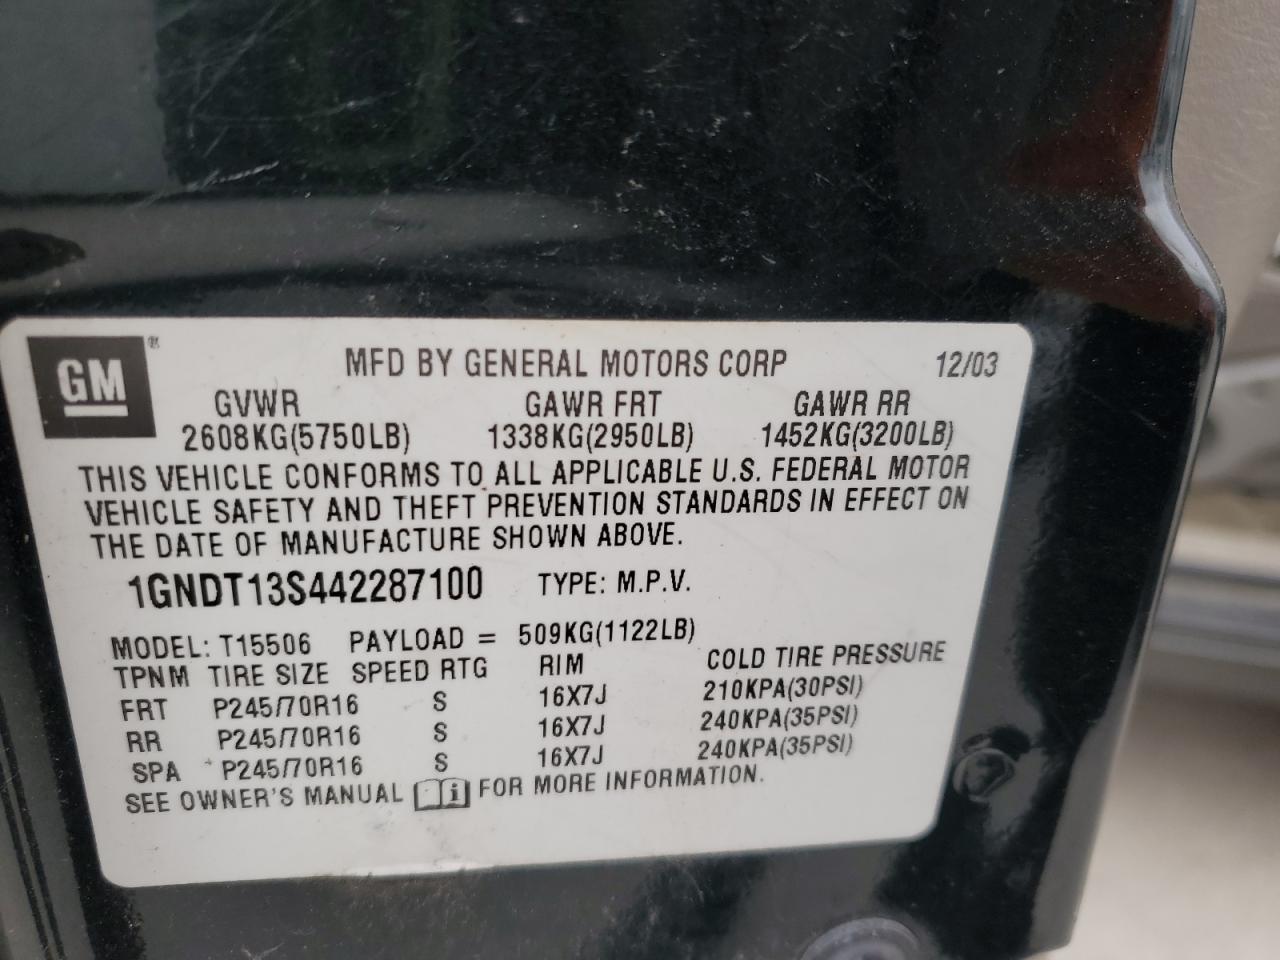 GM ® MFD BY GENERAL MOTORS CORP 12/03
GVWR GAWR FRT GAWR RR
2608KG(5750LB) 1338KG(2950LB) 1452KG(3200LB)
THIS VEHICLE CONFORMS TO ALL APPLICABLE U.S. FEDERAL MOTOR
VEHICLE SAFETY AND THEFT PREVENTION STANDARDS IN EFFECT ON
THE DATE OF MANUFACTURE SHOWN ABOVE.
1GNDT13S442287100 TYPE: M.P.V.
MODEL: T15506 PAYLOAD = 509KG(1122LB)
TPNM TIRE SIZE SPEED RTG RIM COLD TIRE PRESSURE
FRT P245/70R16 S 16X7J 210KPA(30PSI)
RR P245/70R16 S 16X7J 240KPA(35PSI)
SPA P245/70R16 S 16X7J 240KPA(35PSI)
SEE OWNER'S MANUAL i FOR MORE INFORMATION.